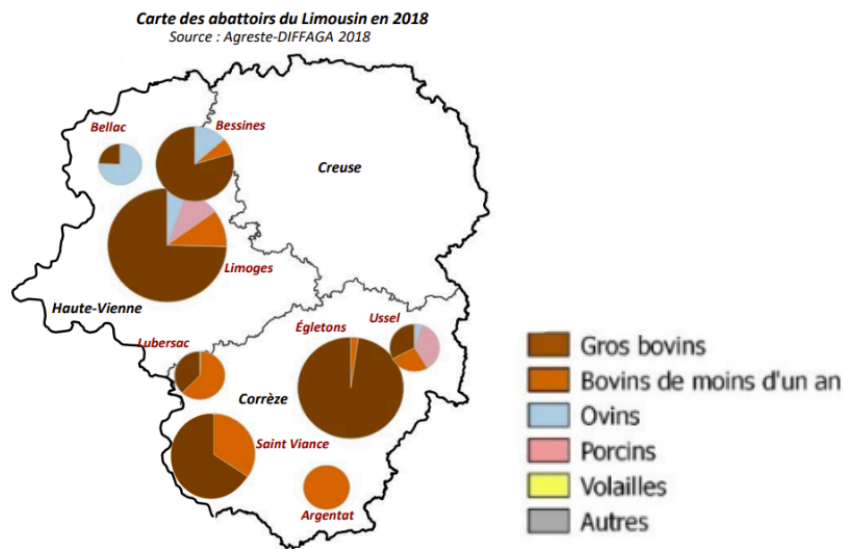 Carte des abattoirs du Limousin en 2018
Source : Agreste-DIFFAGA 2018
Bellac
Bessines
Creuse
Limoges
Haute-Vienne
Lubersac
Égletons
Ussel
Corrèze
Saint Viance
Argentat
Gros bovins
Bovins de moins d'un an
Ovins
Porcins
Volailles
Autres